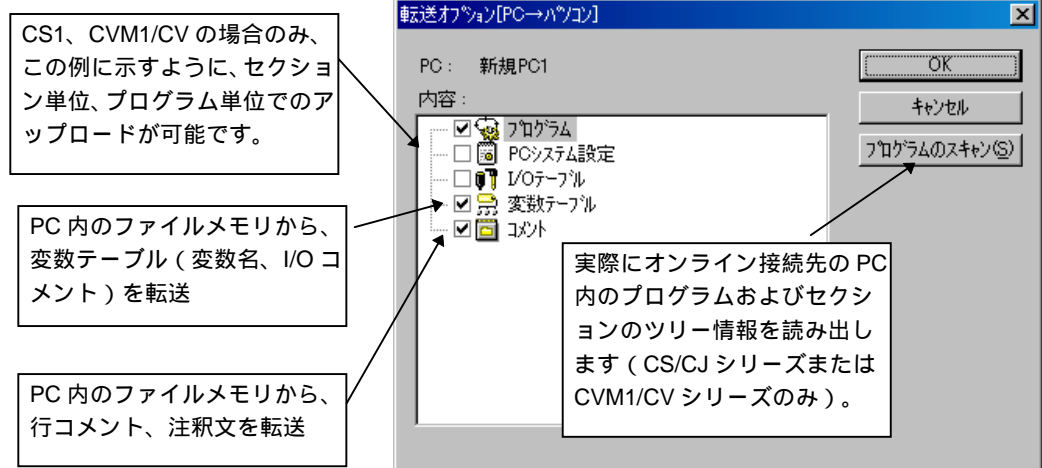 CS1、CVM1/CV の場合のみ、
この例に示すように、セクショ
ン単位、プログラム単位でのア
ップロードが可能です。
PC 内のファイルメモリから、
変数テーブル（変数名、I/O コ
メント）を転送
PC 内のファイルメモリから、
行コメント、注釈文を転送
転送ｵﾌﾟｼｮﾝ[PC→ﾊﾟｿｺﾝ]
PC : 新規PC1
内容 :
ﾌﾟﾛｸﾞﾗﾑ
PCｼｽﾃﾑ設定
I/Oﾃｰﾌﾞﾙ
変数ﾃｰﾌﾞﾙ
ｺﾒﾝﾄ
OK
ｷｬﾝｾﾙ
ﾌﾟﾛｸﾞﾗﾑのｽｷｬﾝ(S)
実際にオンライン接続先の PC
内のプログラムおよびセクシ
ョンのツリー情報を読み出し
ます（CS/CJ シリーズまたは
CVM1/CV シリーズのみ）。